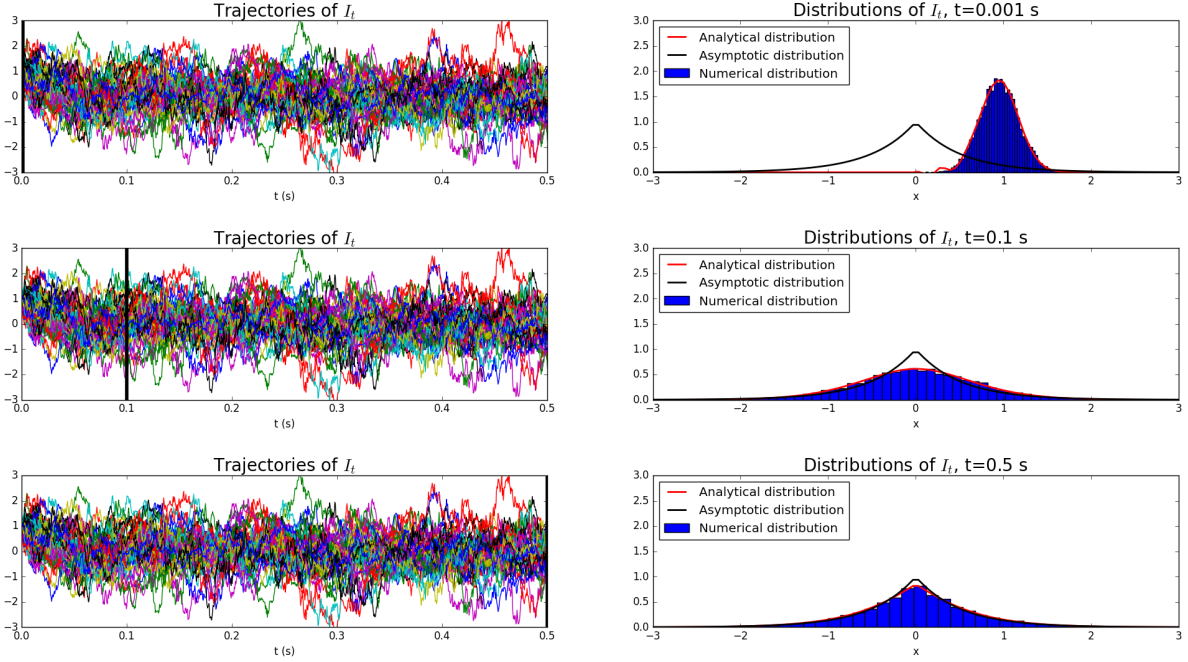 Trajectories of I_t
3
2
1
0
−1
−2
−3
0.0 0.1 0.2 0.3 0.4 0.5
t (s)
Distributions of I_t, t=0.001 s
Analytical distribution
Asymptotic distribution
Numerical distribution
3.0
2.5
2.0
1.5
1.0
0.5
0.0
−3 −2 −1 0 1 2 3
x
Trajectories of I_t
3
2
1
0
−1
−2
−3
0.0 0.1 0.2 0.3 0.4 0.5
t (s)
Distributions of I_t, t=0.1 s
Analytical distribution
Asymptotic distribution
Numerical distribution
3.0
2.5
2.0
1.5
1.0
0.5
0.0
−3 −2 −1 0 1 2 3
x
Trajectories of I_t
3
2
1
0
−1
−2
−3
0.0 0.1 0.2 0.3 0.4 0.5
t (s)
Distributions of I_t, t=0.5 s
Analytical distribution
Asymptotic distribution
Numerical distribution
3.0
2.5
2.0
1.5
1.0
0.5
0.0
−3 −2 −1 0 1 2 3
x